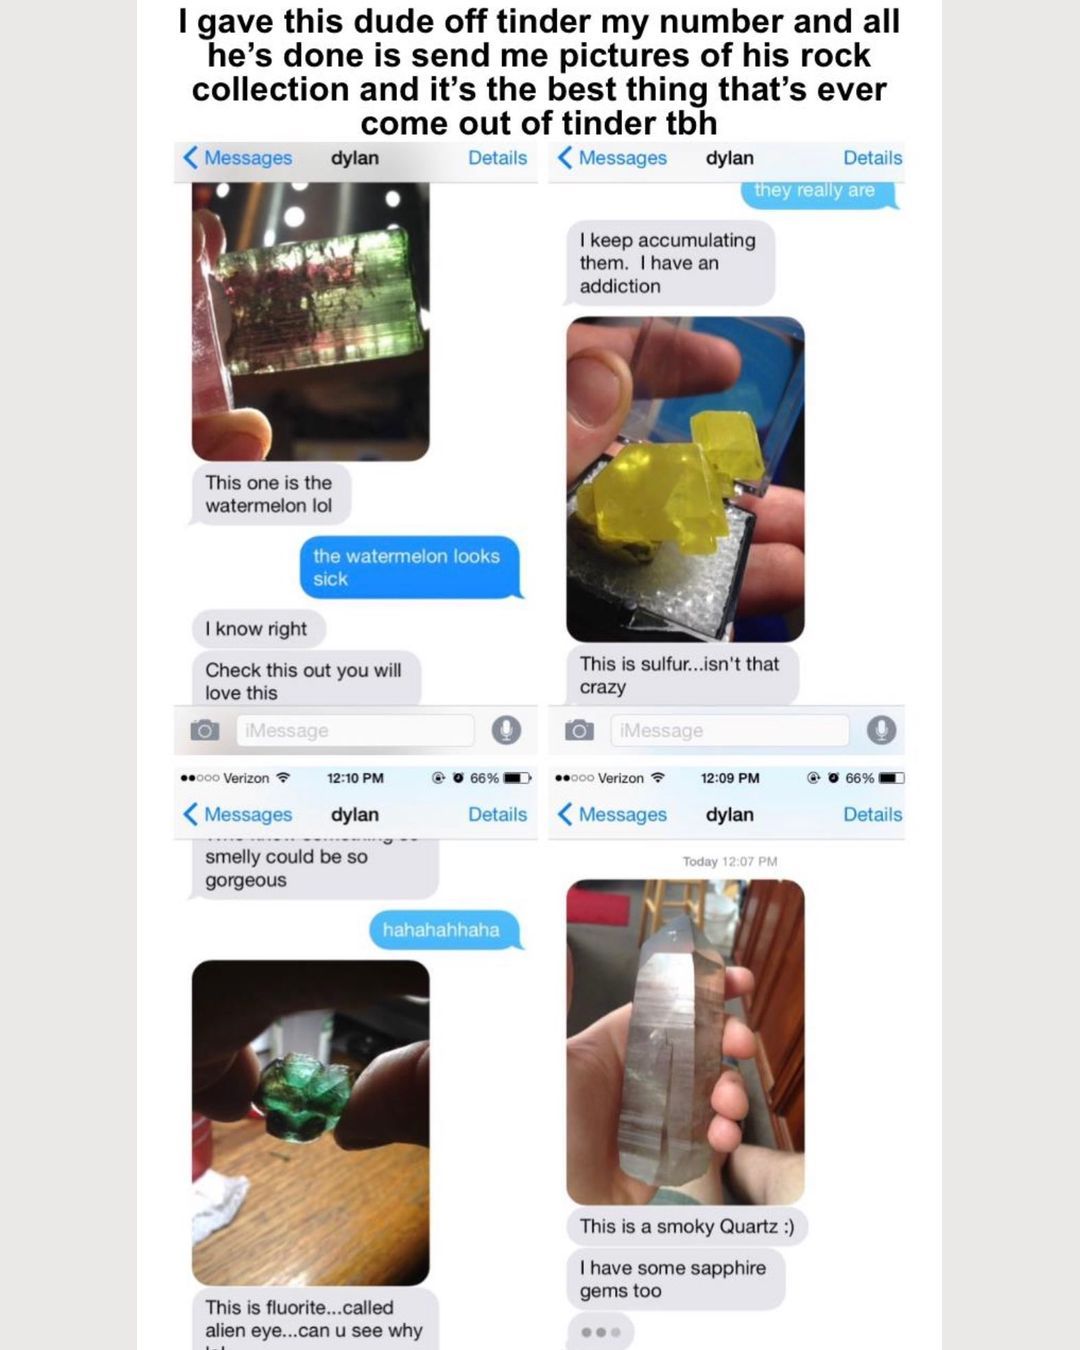 I gave this dude off tinder my number and all
he's done is send me pictures of his rock
collection and it's the best thing that's ever
come out of tinder tbh
Messages dylan Details
This one is the
watermelon lol
the watermelon looks
sick
I know right
Check this out you will
love this
iMessage
Messages dylan Details
they really are
I keep accumulating
them. I have an
addiction
This is sulfur...isn't that
crazy
iMessage
Verizon 12:10 PM 66%
Messages dylan Details
smelly could be so
gorgeous
hahahahhaha
This is fluorite...called
alien eye...can u see why
Verizon 12:09 PM 66%
Messages dylan Details
Today 12:07 PM
This is a smoky Quartz :)
I have some sapphire
gems too